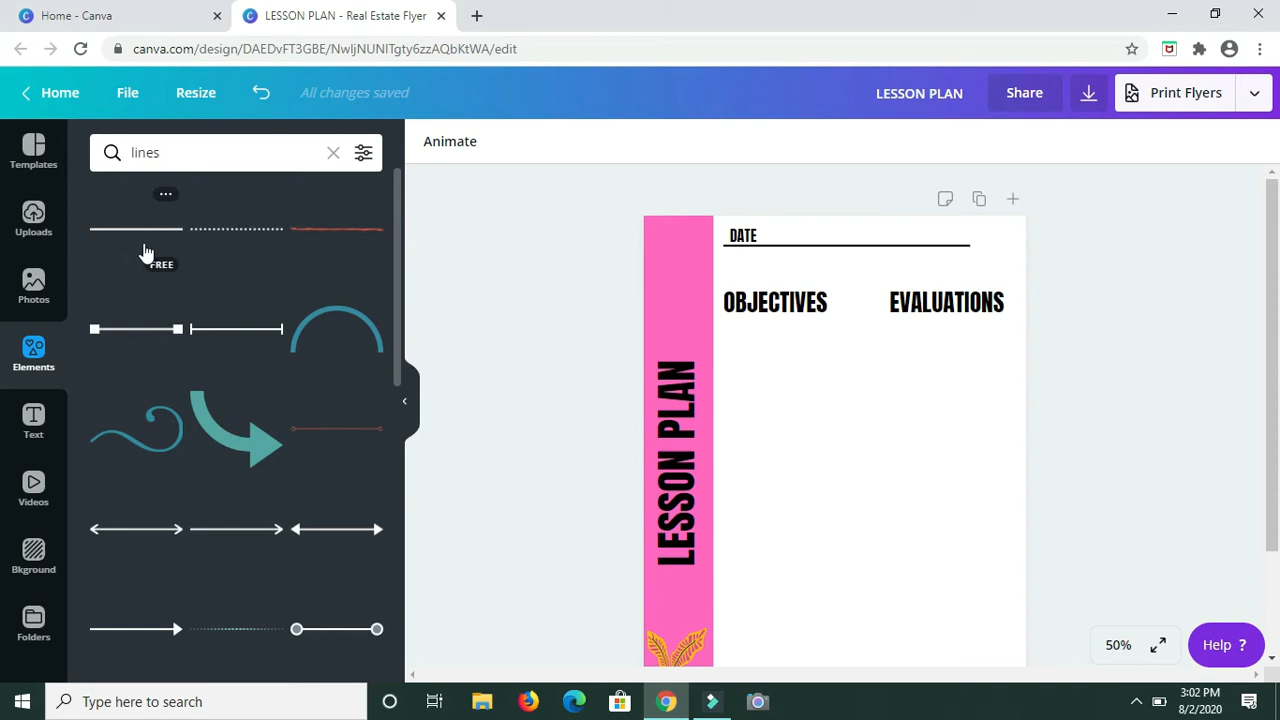 Home - Canva
LESSON PLAN - Real Estate Flyer
canva.com/design/DAEDvFT3GBE/NwIjNUNITgty6zzAQbKtWA/edit
Home
File
Resize
All changes saved
LESSON PLAN
Share
Print Flyers
Templates
Uploads
Photos
Elements
Text
Videos
Bkground
Folders
lines
FREE
Animate
DATE
OBJECTIVES
EVALUATIONS
LESSON PLAN
50%
Help ?
Type here to search
3:02 PM
8/2/2020